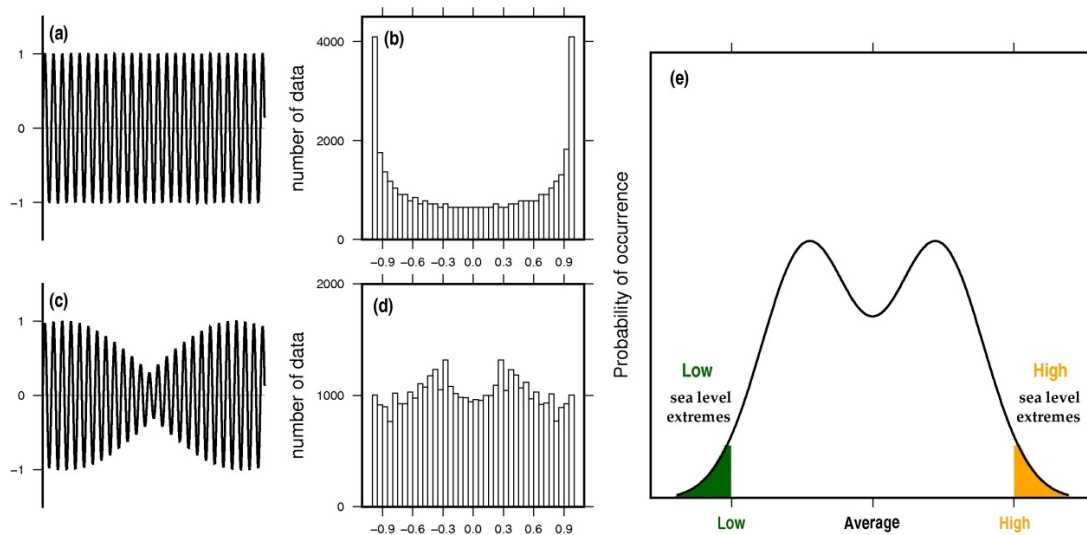 (a)
1
0
-1
(b)
number of data
4000
2000
0
-0.9 -0.6 -0.3 0.0 0.3 0.6 0.9
(c)
1
0
-1
(d)
number of data
2000
1000
0
-0.9 -0.6 -0.3 0.0 0.3 0.6 0.9
(e)
Probability of occurrence
Low
sea level
extremes
High
sea level
extremes
Low Average High